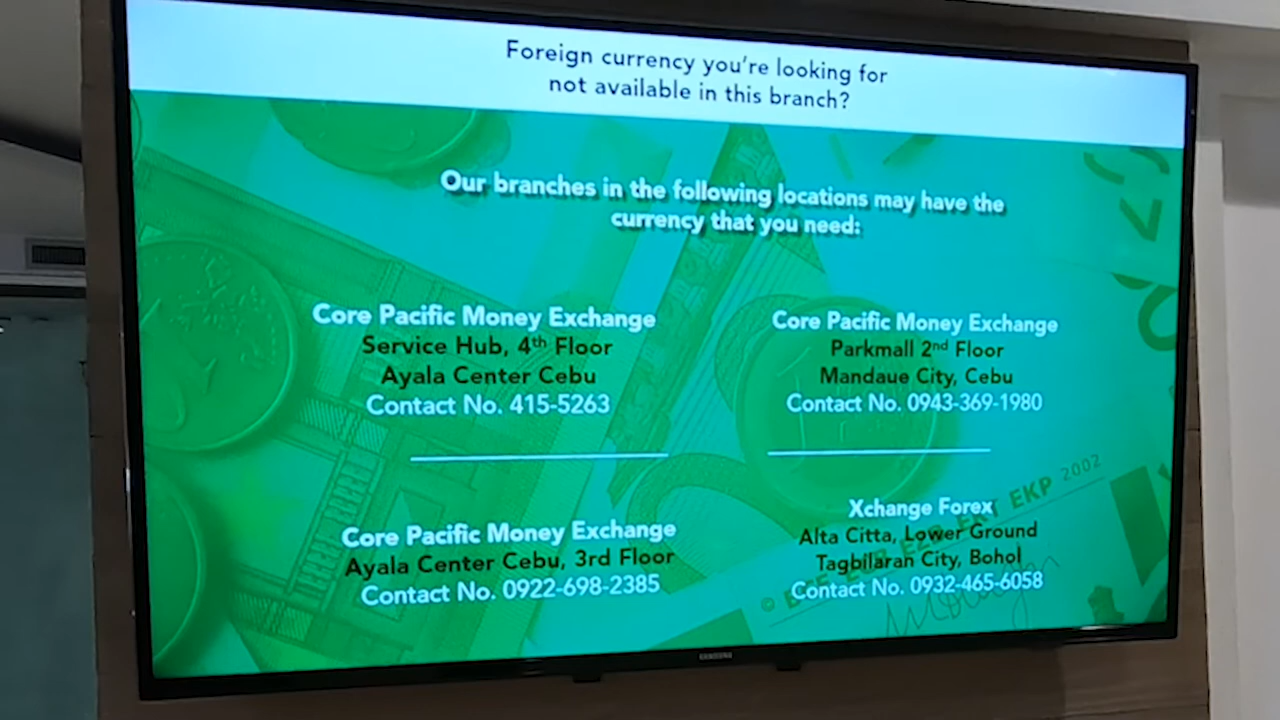 Foreign currency you're looking for
not available in this branch?
Our branches in the following locations may have the
currency that you need:
Core Pacific Money Exchange
Service Hub, 4th Floor
Ayala Center Cebu
Contact No. 415-5263
Core Pacific Money Exchange
Parkmall 2nd Floor
Mandaue City, Cebu
Contact No. 0943-369-1980
Core Pacific Money Exchange
Ayala Center Cebu, 3rd Floor
Contact No. 0922-698-2385
Xchange Forex
Alta Citta, Lower Ground
Tagbilaran City, Bohol
Contact No. 0932-465-6058
EKP 2002
SAMSUNG